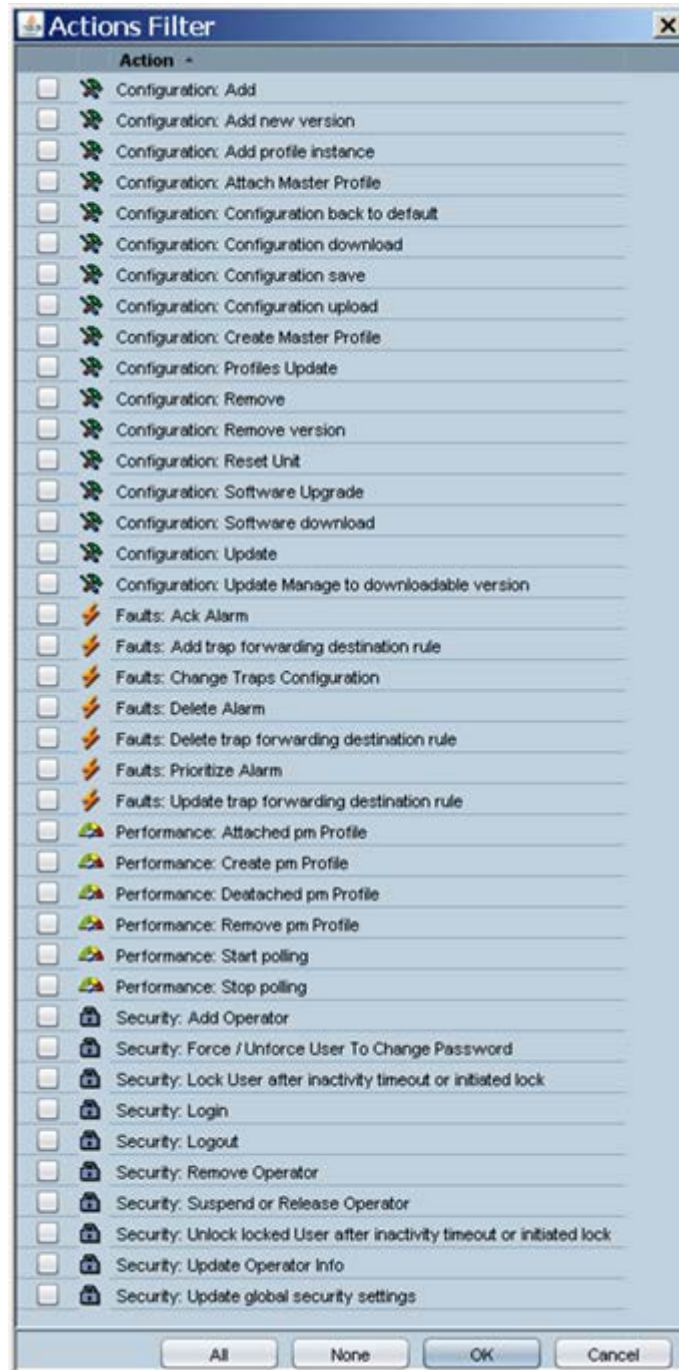 Actions Filter
Action
Configuration: Add
Configuration: Add new version
Configuration: Add profile instance
Configuration: Attach Master Profile
Configuration: Configuration back to default
Configuration: Configuration download
Configuration: Configuration save
Configuration: Configuration upload
Configuration: Create Master Profile
Configuration: Profiles Update
Configuration: Remove
Configuration: Remove version
Configuration: Reset Unit
Configuration: Software Upgrade
Configuration: Software download
Configuration: Update
Configuration: Update Manage to downloadable version
Faults: Ack Alarm
Faults: Add trap forwarding destination rule
Faults: Change Traps Configuration
Faults: Delete Alarm
Faults: Delete trap forwarding destination rule
Faults: Prioritize Alarm
Faults: Update trap forwarding destination rule
Performance: Attached pm Profile
Performance: Create pm Profile
Performance: Deatached pm Profile
Performance: Remove pm Profile
Performance: Start polling
Performance: Stop polling
Security: Add Operator
Security: Force / Unforce User To Change Password
Security: Lock User after inactivity timeout or initiated lock
Security: Login
Security: Logout
Security: Remove Operator
Security: Suspend or Release Operator
Security: Unlock locked User after inactivity timeout or initiated lock
Security: Update Operator Info
Security: Update global security settings
All None OK Cancel